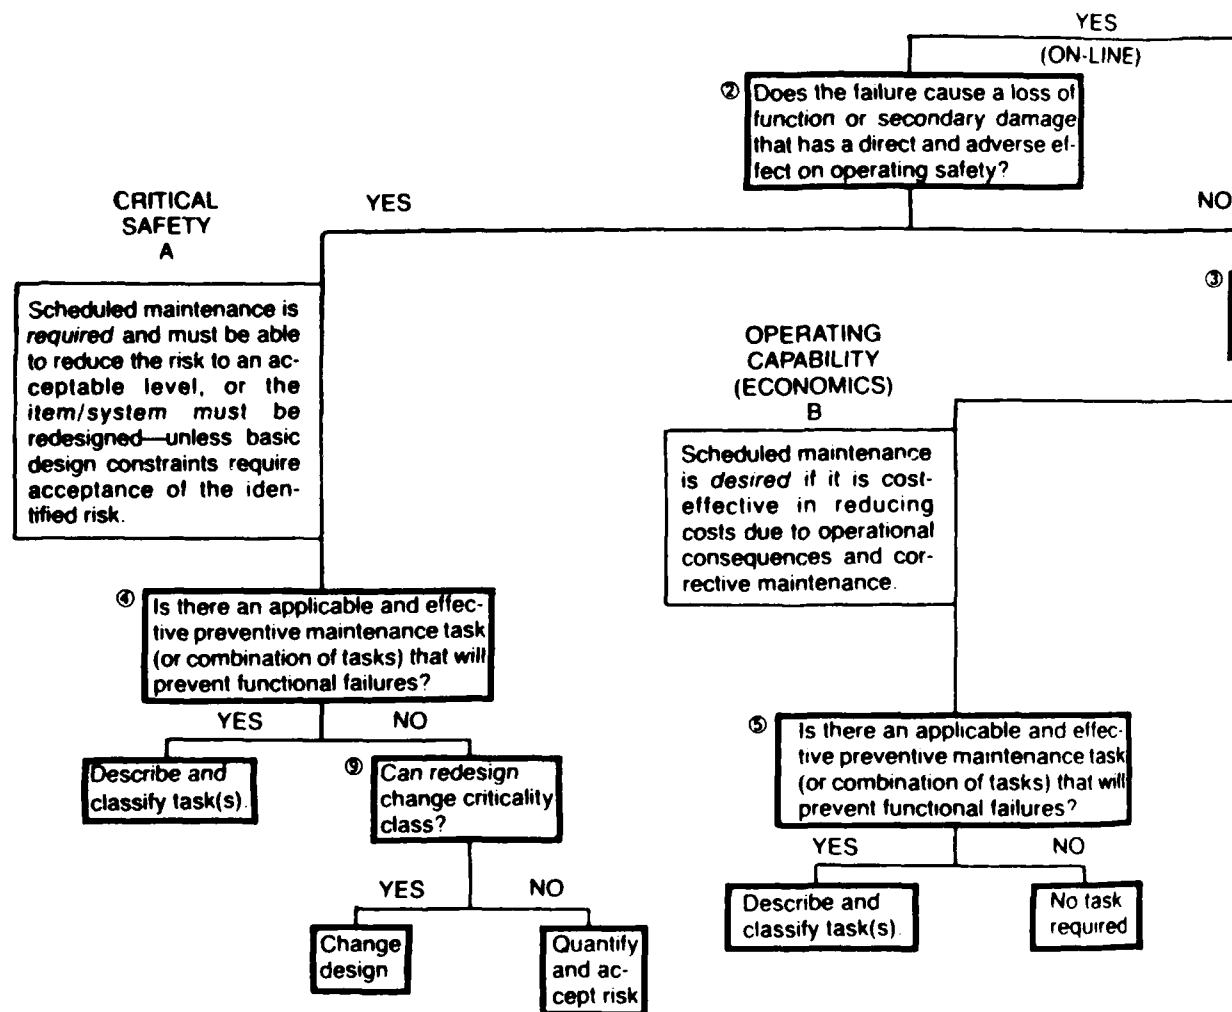 YES
(ON-LINE)
② Does the failure cause a loss of
function or secondary damage
that has a direct and adverse ef-
fect on operating safety?
YES
NO
CRITICAL
SAFETY
A
Scheduled maintenance is
required and must be able
to reduce the risk to an ac-
ceptable level, or the
item/system must be
redesigned—unless basic
design constraints require
acceptance of the iden-
tified risk.
③
OPERATING
CAPABILITY
(ECONOMICS)
B
Scheduled maintenance
is desired if it is cost-
effective in reducing
costs due to operational
consequences and cor-
rective maintenance.
④ Is there an applicable and effec-
tive preventive maintenance task
(or combination of tasks) that will
prevent functional failures?
YES
NO
Describe and
classify task(s).
⑨ Can redesign
change criticality
class?
YES
NO
Change
design
Quantify
and ac-
cept risk
⑤ Is there an applicable and effec-
tive preventive maintenance task
(or combination of tasks) that will
prevent functional failures?
YES
NO
Describe and
classify task(s).
No task
required